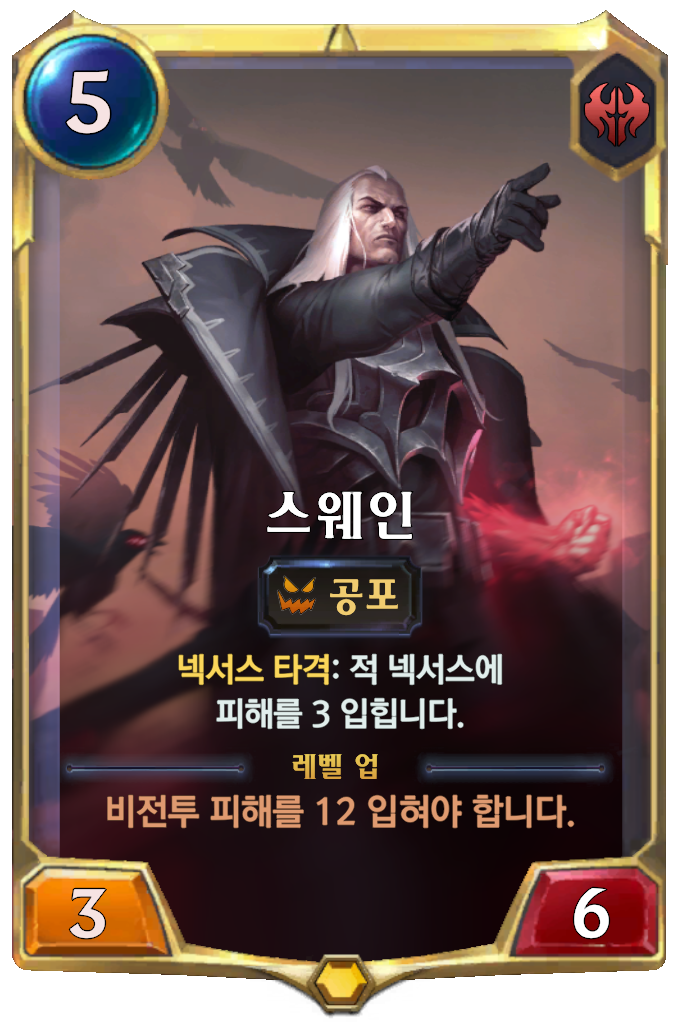 5
스웨인
공포
넥서스 타격: 적 넥서스에
피해를 3 입힙니다.
레벨 업
비전투 피해를 12 입혀야 합니다.
3
6